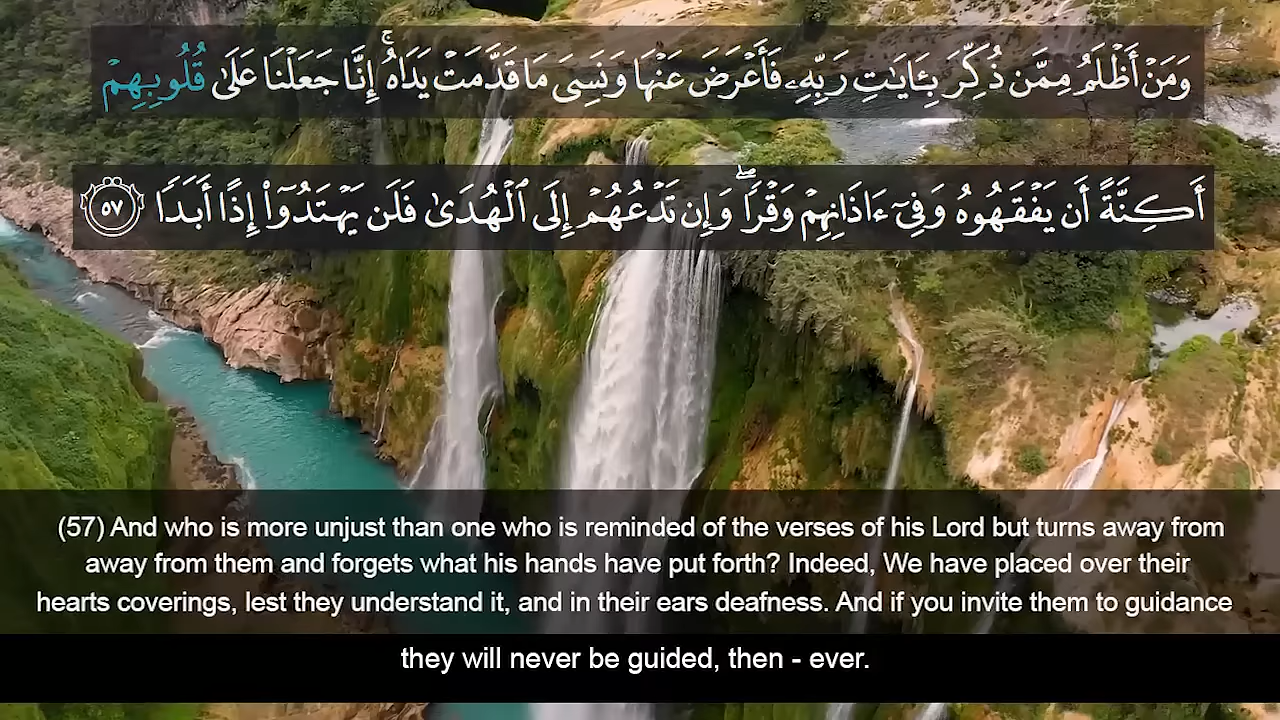 وَمَنْ أَظْلَمُ مِمَّن ذُكِّرَ بِـَٔايَٰتِ رَبِّهِۦ فَأَعْرَضَ عَنْهَا وَنَسِىَ مَا قَدَّمَتْ يَدَاهُ ۚ إِنَّا جَعَلْنَا عَلَىٰ قُلُوبِهِمْ
أَكِنَّةً أَن يَفْقَهُوهُ وَفِىٓ ءَاذَانِهِمْ وَقْرًا ۖ وَإِن تَدْعُهُمْ إِلَى ٱلْهُدَىٰ فَلَن يَهْتَدُوٓا۟ إِذًا أَبَدًا ٥٧
(57) And who is more unjust than one who is reminded of the verses of his Lord but turns away from
away from them and forgets what his hands have put forth? Indeed, We have placed over their
hearts coverings, lest they understand it, and in their ears deafness. And if you invite them to guidance
they will never be guided, then - ever.